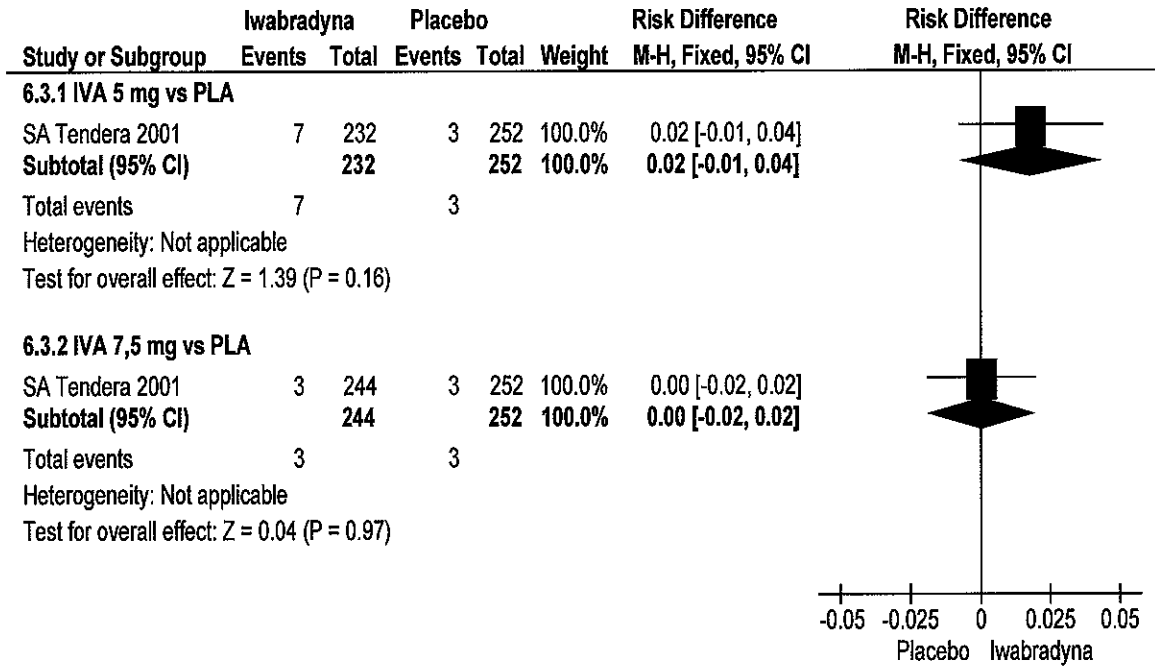 Iwabradyna Placebo Risk Difference Risk Difference
Study or Subgroup Events Total Events Total Weight M-H, Fixed, 95% CI M-H, Fixed, 95% CI
6.3.1 IVA 5 mg vs PLA
SA Tendera 2001 7 232 3 252 100.0% 0.02 [-0.01, 0.04]
Subtotal (95% CI) 232 252 100.0% 0.02 [-0.01, 0.04]
Total events 7 3
Heterogeneity: Not applicable
Test for overall effect: Z = 1.39 (P = 0.16)
6.3.2 IVA 7,5 mg vs PLA
SA Tendera 2001 3 244 3 252 100.0% 0.00 [-0.02, 0.02]
Subtotal (95% CI) 244 252 100.0% 0.00 [-0.02, 0.02]
Total events 3 3
Heterogeneity: Not applicable
Test for overall effect: Z = 0.04 (P = 0.97)
-0.05 -0.025 0 0.025 0.05
Placebo Iwabradyna